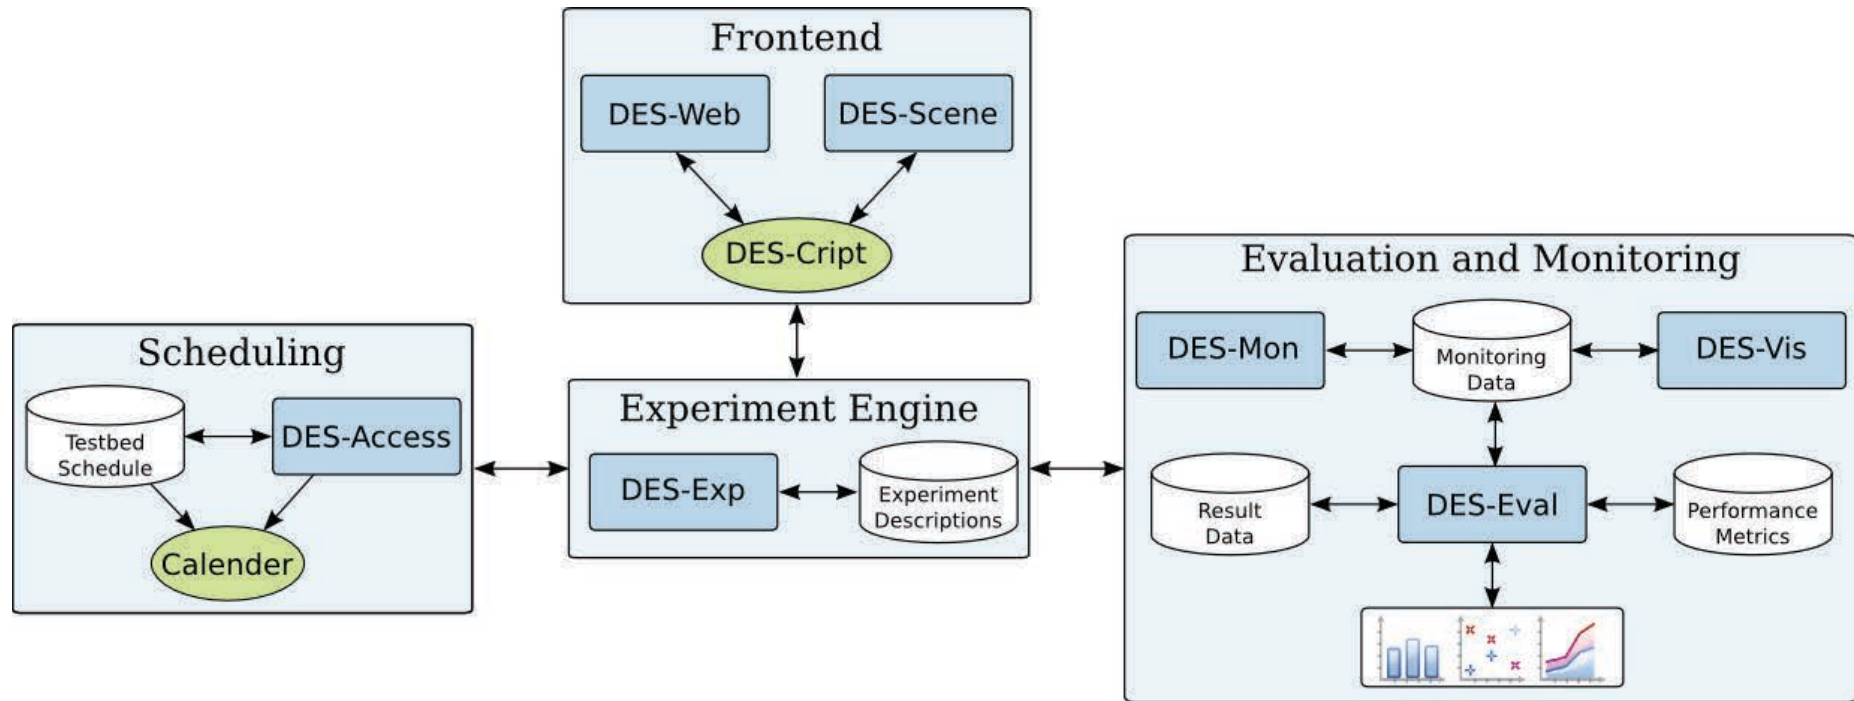 Frontend
DES-Web
DES-Scene
DES-Cript
Scheduling
Testbed
Schedule
DES-Access
Calender
Experiment Engine
DES-Exp
Experiment
Descriptions
Evaluation and Monitoring
DES-Mon
Monitoring
Data
DES-Vis
Result
Data
DES-Eval
Performance
Metrics